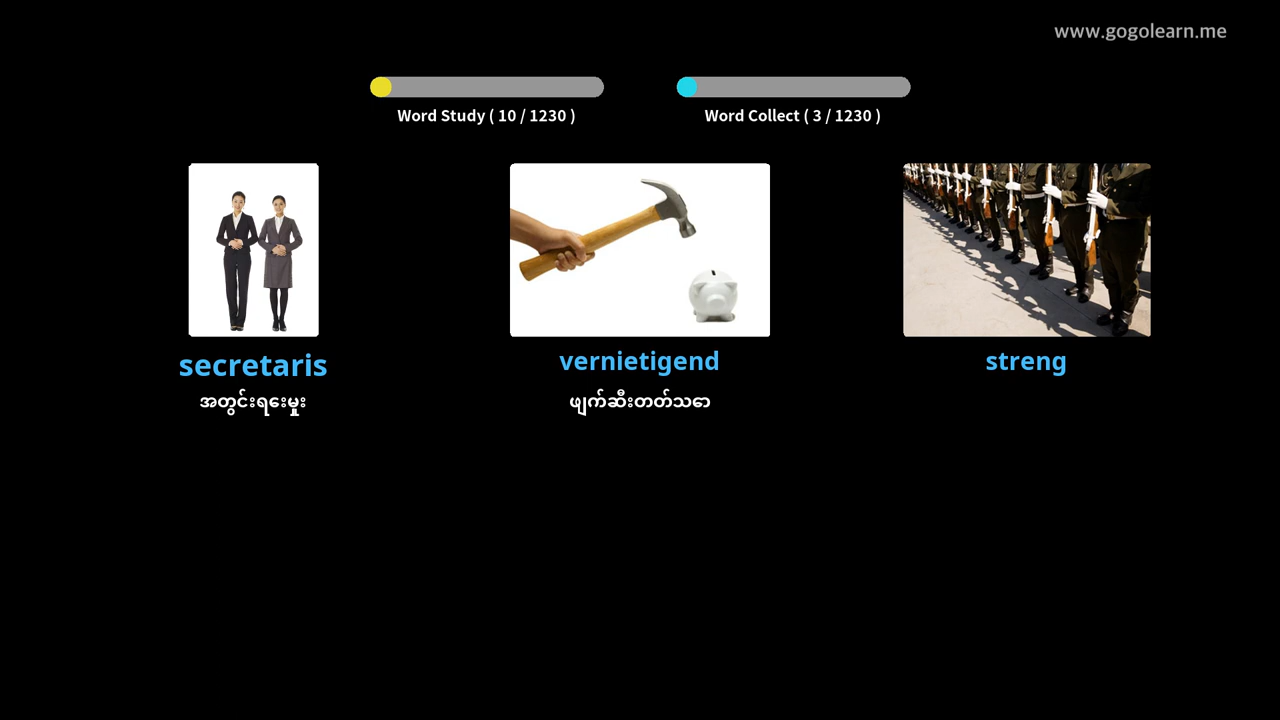 www.gogolearn.me
Word Study ( 10 / 1230 )
Word Collect ( 3 / 1230 )
secretaris
vernietigend
streng
အတွင်းရေးမှူး
ဖျက်ဆီးတတ်သော